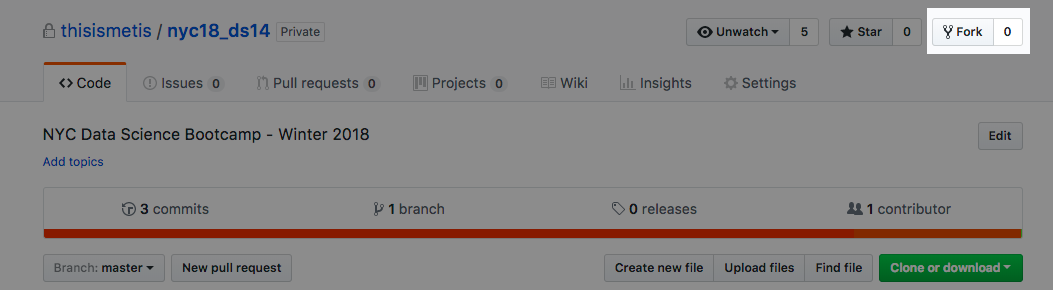 thisismetis / nyc18_ds14 Private Unwatch 5 Star 0 Fork 0
Code Issues 0 Pull requests 0 Projects 0 Wiki Insights Settings
NYC Data Science Bootcamp - Winter 2018 Edit
Add topics
3 commits 1 branch 0 releases 1 contributor
Branch: master New pull request Create new file Upload files Find file Clone or download